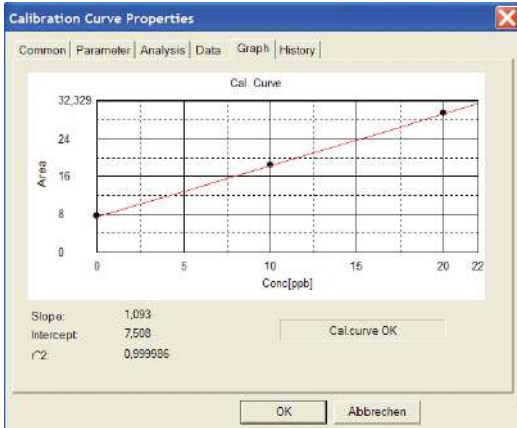 Calibration Curve Properties
Common Parameter Analysis Data Graph History
Cal. Curve
32,329
24
16
8
0
Area
0 5 10 15 20 22
Conc[ppb]
Slope: 1,093
Intercept: 7,508
r^2: 0,999986
Cal.curve OK
OK Abbrechen